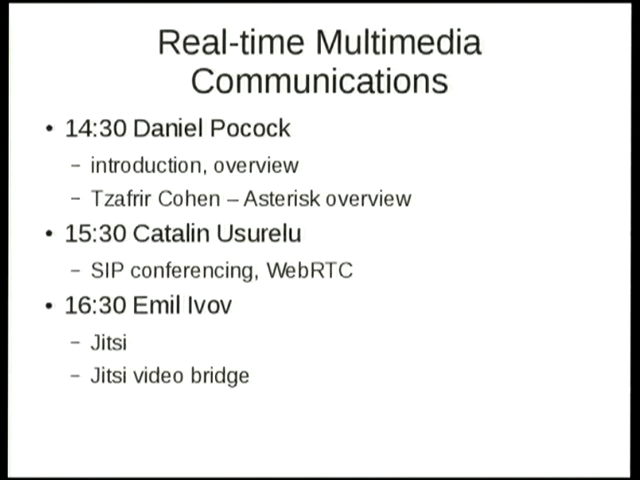 Real-time Multimedia
Communications
• 14:30 Daniel Pocock
– introduction, overview
– Tzafrir Cohen – Asterisk overview
• 15:30 Catalin Usurelu
– SIP conferencing, WebRTC
• 16:30 Emil Ivov
– Jitsi
– Jitsi video bridge